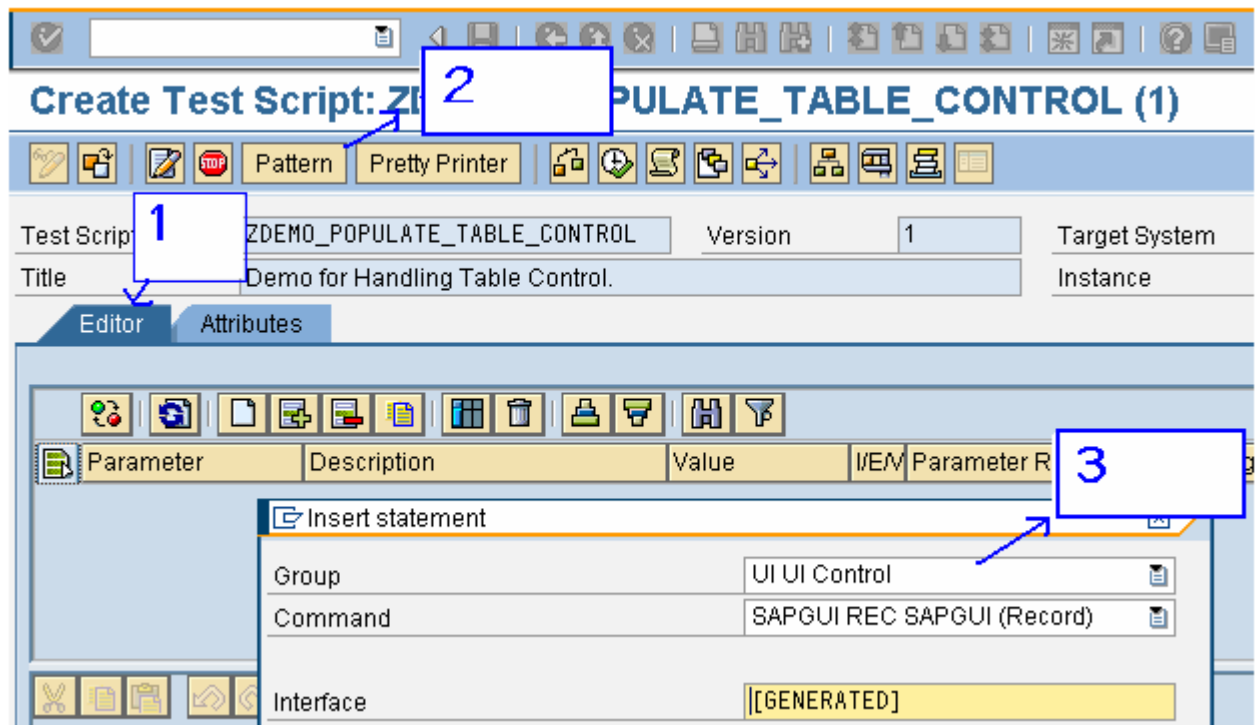 STOP
2
Create Test Script: PULATE_TABLE_CONTROL (1)
Pattern Pretty Printer
1
Test Script ZDEMO_POPULATE_TABLE_CONTROL Version 1 Target System
Title Demo for Handling Table Control. Instance
Editor Attributes
3
Parameter Description Value I/E/V Parameter
Insert statement
Group UI UI Control
Command SAPGUI REC SAPGUI (Record)
Interface [GENERATED]